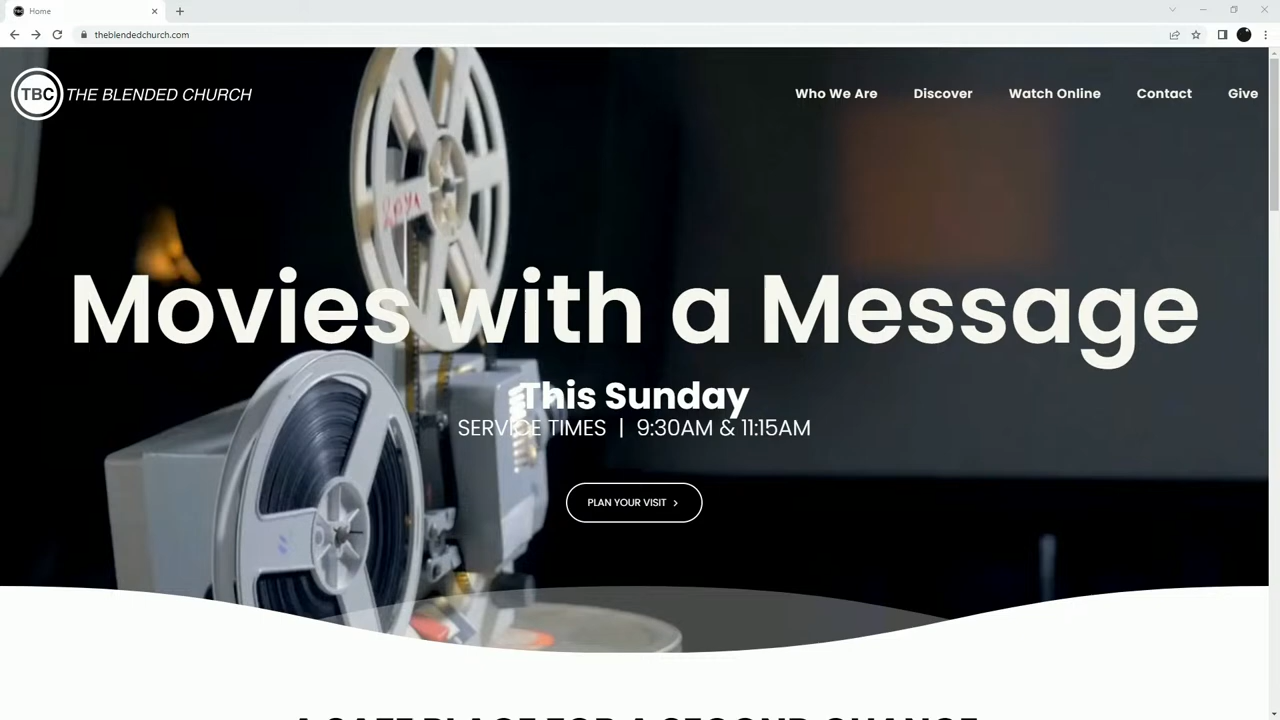 Home
theblendedchurch.com
TBC THE BLENDED CHURCH
Who We Are Discover Watch Online Contact Give
Movies with a Message
This Sunday
SERVICE TIMES | 9:30AM & 11:15AM
PLAN YOUR VISIT >